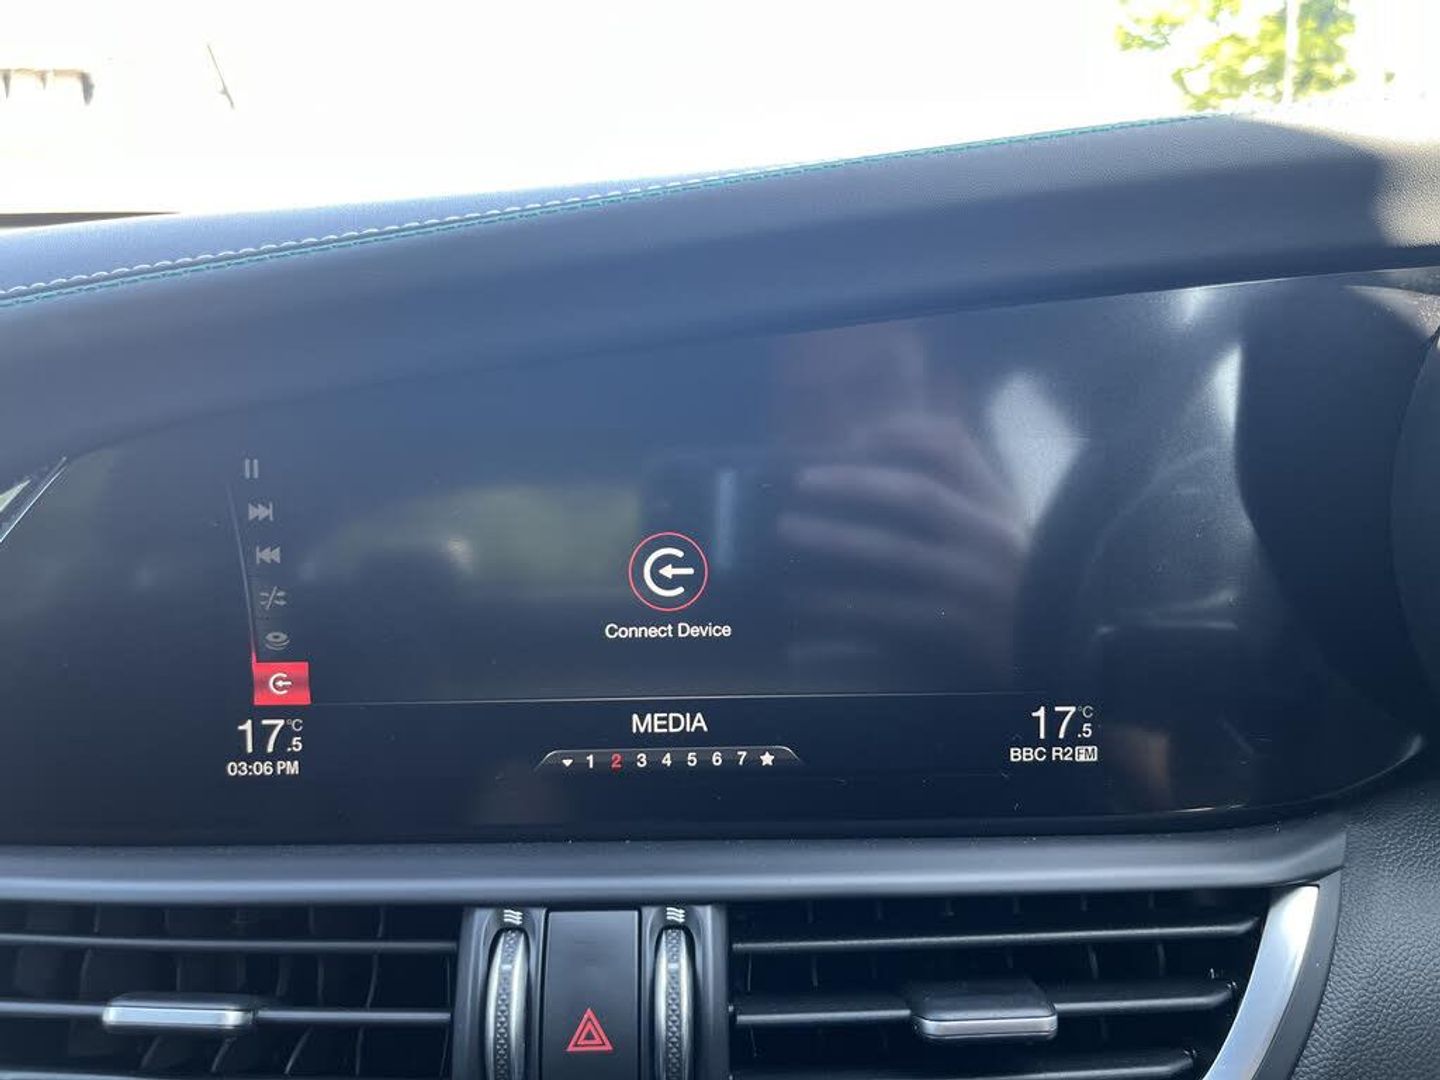 Connect Device
17.5°C
03:06 PM
MEDIA
1 2 3 4 5 6 7
17.5°C
BBC R2 FM